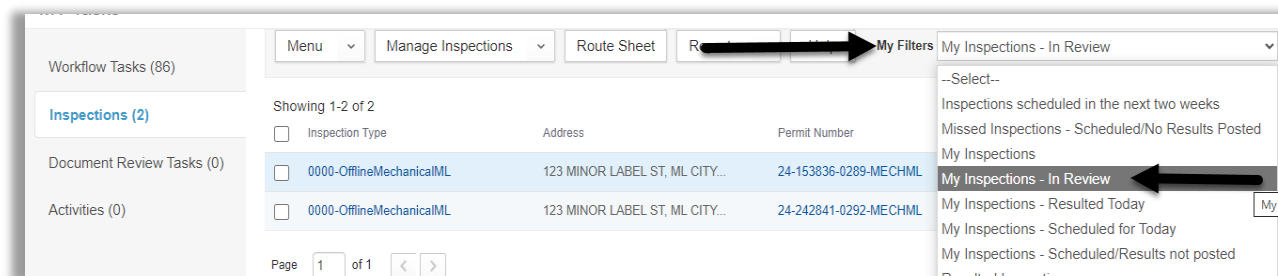 Menu Manage Inspections Route Sheet My Filters My Inspections - In Review
Workflow Tasks (86)
Inspections (2)
Document Review Tasks (0)
Activities (0)
Showing 1-2 of 2
Inspection Type Address Permit Number
0000-OfflineMechanicalML 123 MINOR LABEL ST, ML CITY... 24-153836-0289-MECHML
0000-OfflineMechanicalML 123 MINOR LABEL ST, ML CITY... 24-242841-0292-MECHML
Page 1 of 1
--Select--
Inspections scheduled in the next two weeks
Missed Inspections - Scheduled/No Results Posted
My Inspections
My Inspections - In Review
My Inspections - Resulted Today
My
My Inspections - Scheduled for Today
My Inspections - Scheduled/Results not posted